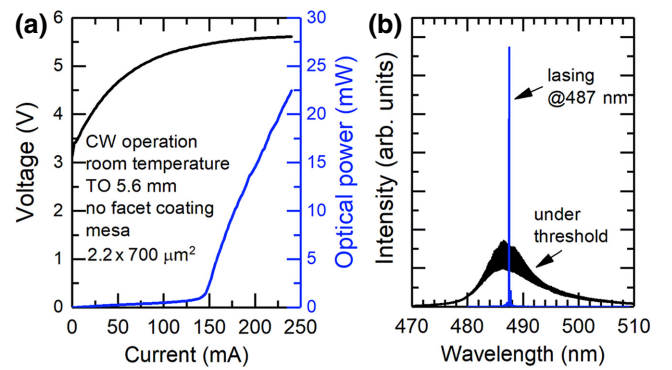 (a)
6
5
4
3
2
1
0
Voltage (V)
CW operation
room temperature
TO 5.6 mm
no facet coating
mesa
2.2 x 700 µm²
30
25
20
15
10
5
0
Optical power (mW)
0 50 100 150 200 250
Current (mA)
(b)
Intensity (arb. units)
lasing
@487 nm
under
threshold
470 480 490 500 510
Wavelength (nm)